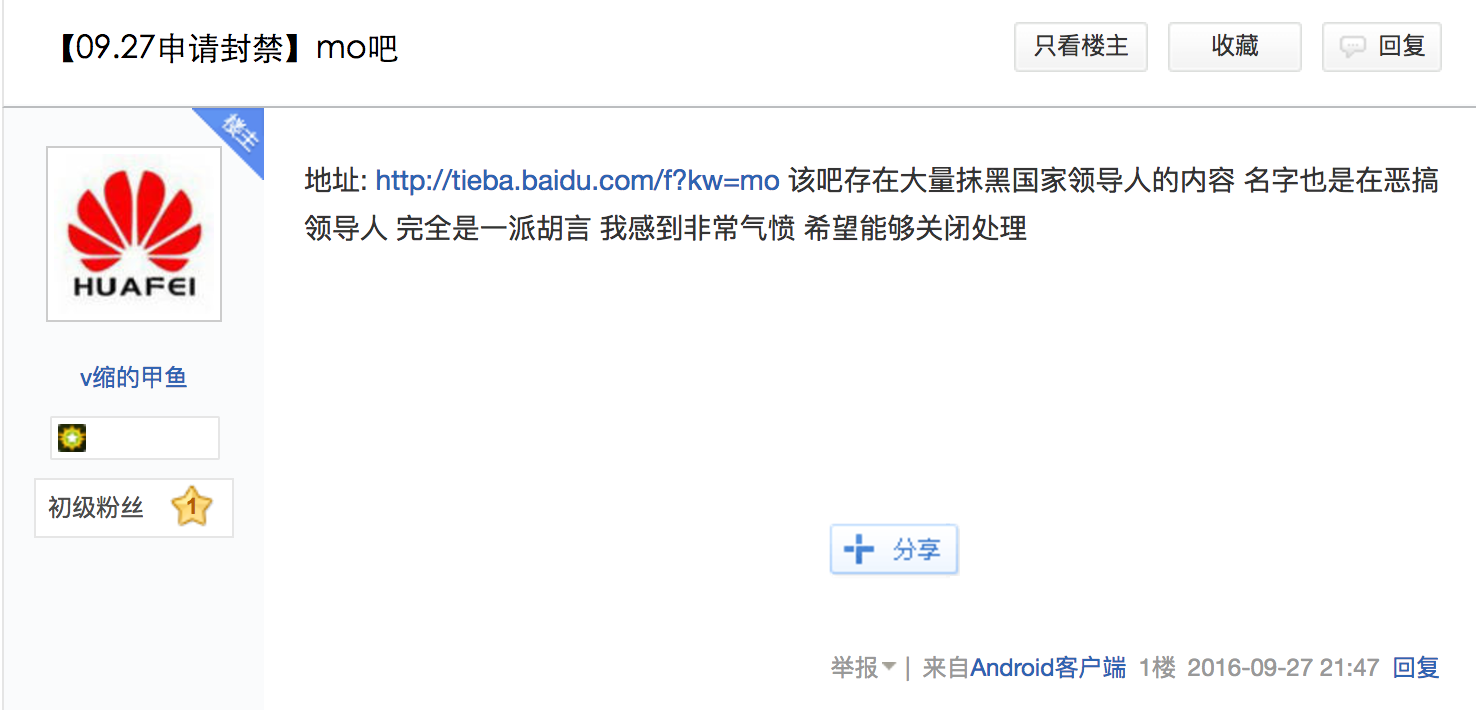 【09.27申请封禁】mo吧
只看楼主
收藏
回复
楼主
HUAFEI
v缩的甲鱼
初级粉丝 1
地址: http://tieba.baidu.com/f?kw=mo 该吧存在大量抹黑国家领导人的内容 名字也是在恶搞
领导人 完全是一派胡言 我感到非常气愤 希望能够关闭处理
分享
举报 | 来自Android客户端 1楼 2016-09-27 21:47 回复